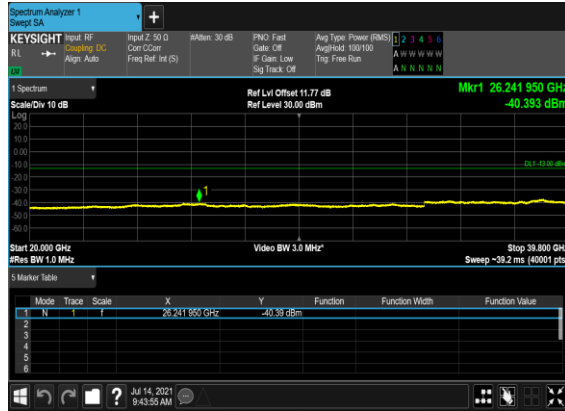 Spectrum Analyzer 1
Swept SA
+
KEYSIGHT Input: RF Input Z: 50 Ω #Atten: 30 dB PNO: Fast Avg Type: Power (RMS) 1 2 3 4 5 6
RL Coupling: DC Corr CCorr Gate: Off Avg|Hold: 100/100 A W W W W W
Align: Auto Freq Ref: Int (S) IF Gain: Low Trig: Free Run
Sig Track: Off A N N N N N
1 Spectrum Ref Lvl Offset 11.77 dB Mkr1 26.241 950 GHz
Scale/Div 10 dB Ref Level 30.00 dBm -40.393 dBm
Log
20.0
10.0
0.00
-10.0 DL1 -13.00 dBm
-20.0
-30.0
1
-40.0
-50.0
-60.0
Start 20.000 GHz Video BW 3.0 MHz* Stop 39.800 GHz
#Res BW 1.0 MHz Sweep ~39.2 ms (40001 pts)
5 Marker Table
Mode Trace Scale X Y Function Function Width Function Value
1 N 1 f 26.241 950 GHz -40.39 dBm
2
3
4
5
6
? Jul 14, 2021
9:43:55 AM